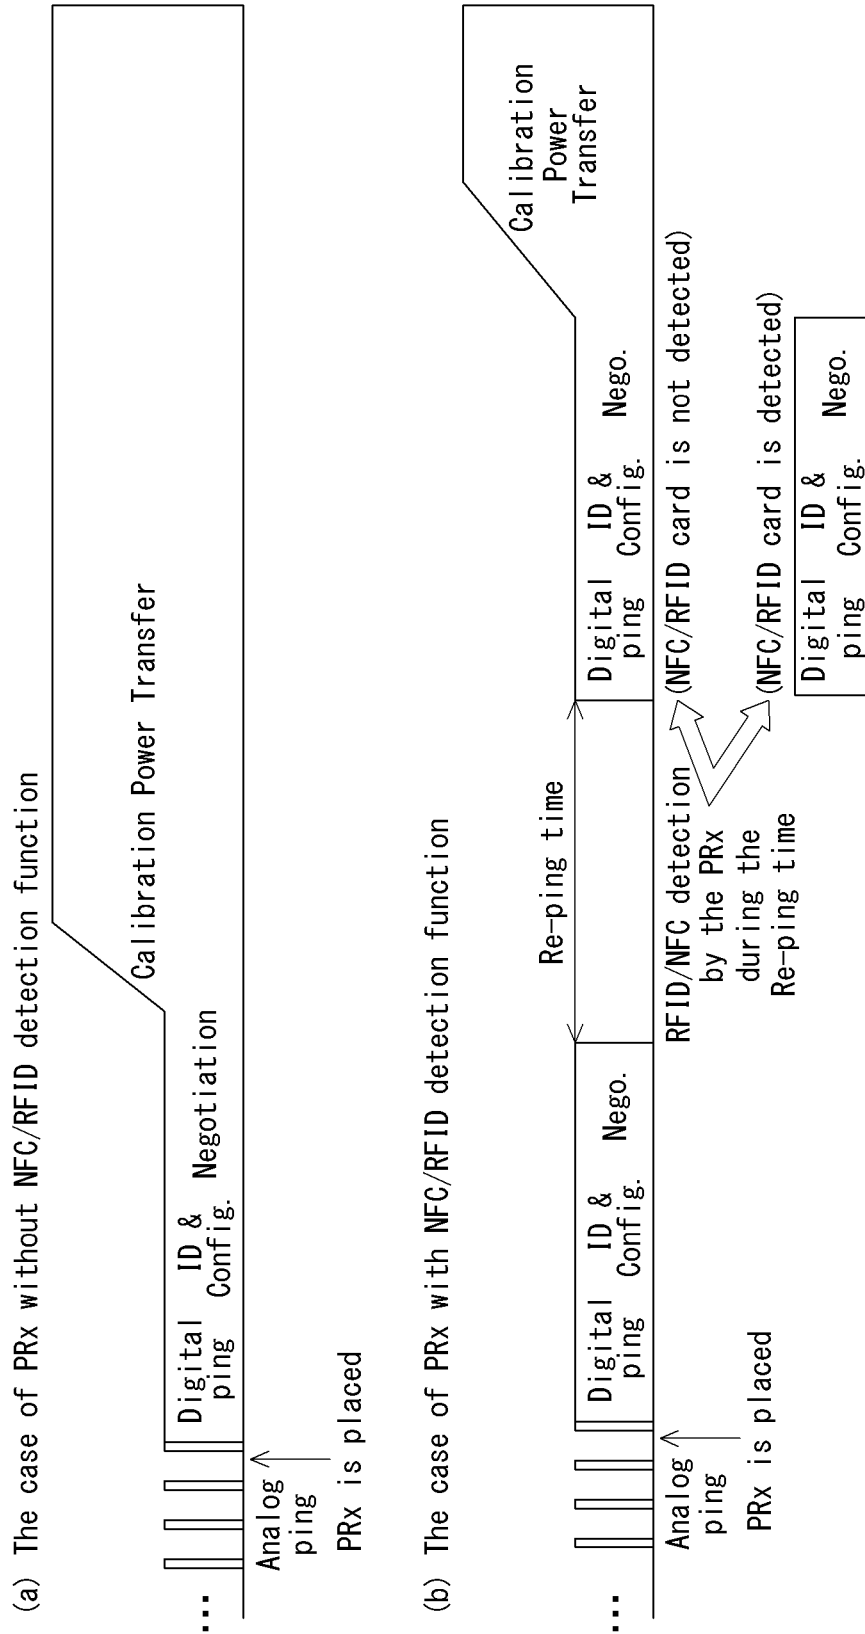 (a) The case of PRx without NFC/RFID detection function
...
Analog
ping
PRx is placed
Digital
ping
ID &
Config.
Negotiation
Calibration Power Transfer
(b) The case of PRx with NFC/RFID detection function
...
Analog
ping
PRx is placed
Digital
ping
ID &
Config.
Nego.
Re-ping time
RFID/NFC detection
by the PRx
during the
Re-ping time
Digital
ping
ID &
Config.
Nego.
Calibration
Power
Transfer
(NFC/RFID card is not detected)
(NFC/RFID card is detected)
Digital
ping
ID &
Config.
Nego.